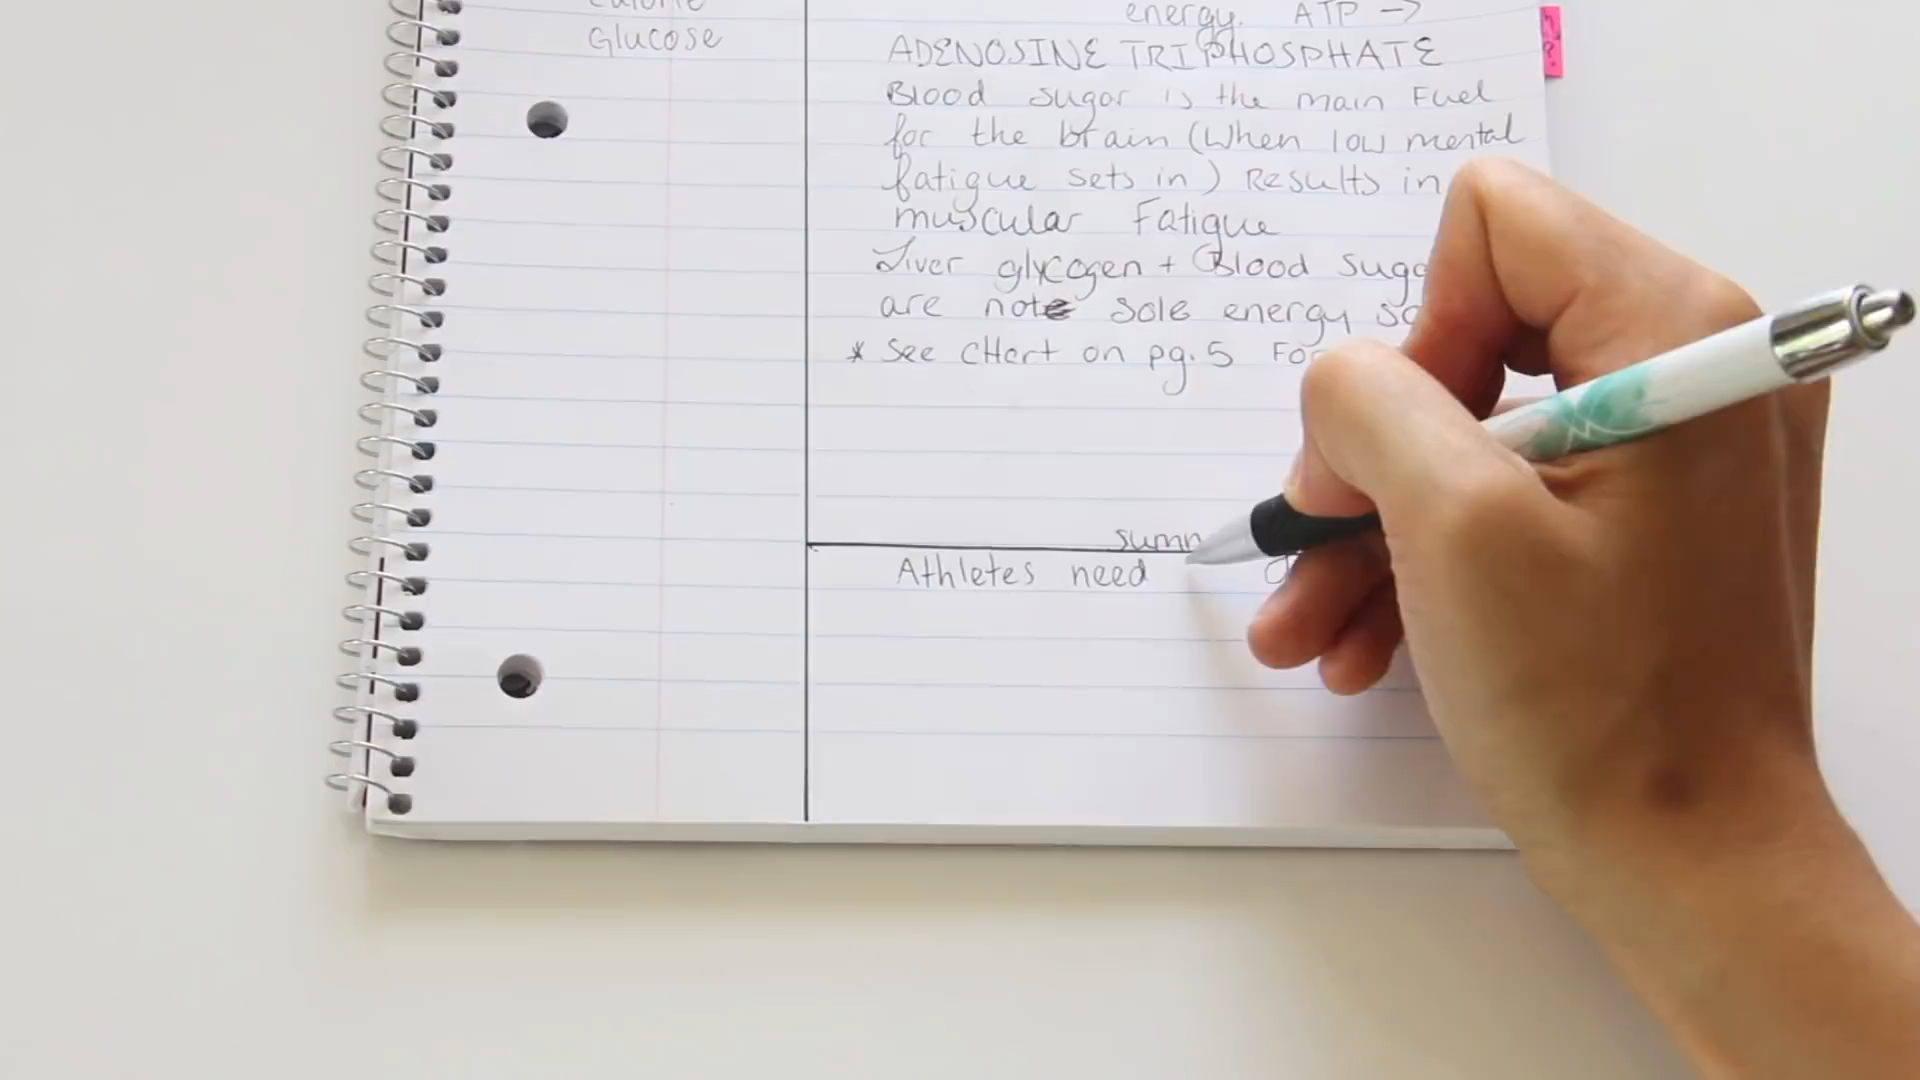 Glucose
energy. ATP ->
ADENOSINE TRIPHOSPHATE
Blood sugar is the main Fuel
for the brain (When low mental
fatigue sets in) Results in
muscular Fatigue
Liver glycogen + Blood
are not sole energy
* See CHart on pg. 5
Athletes need